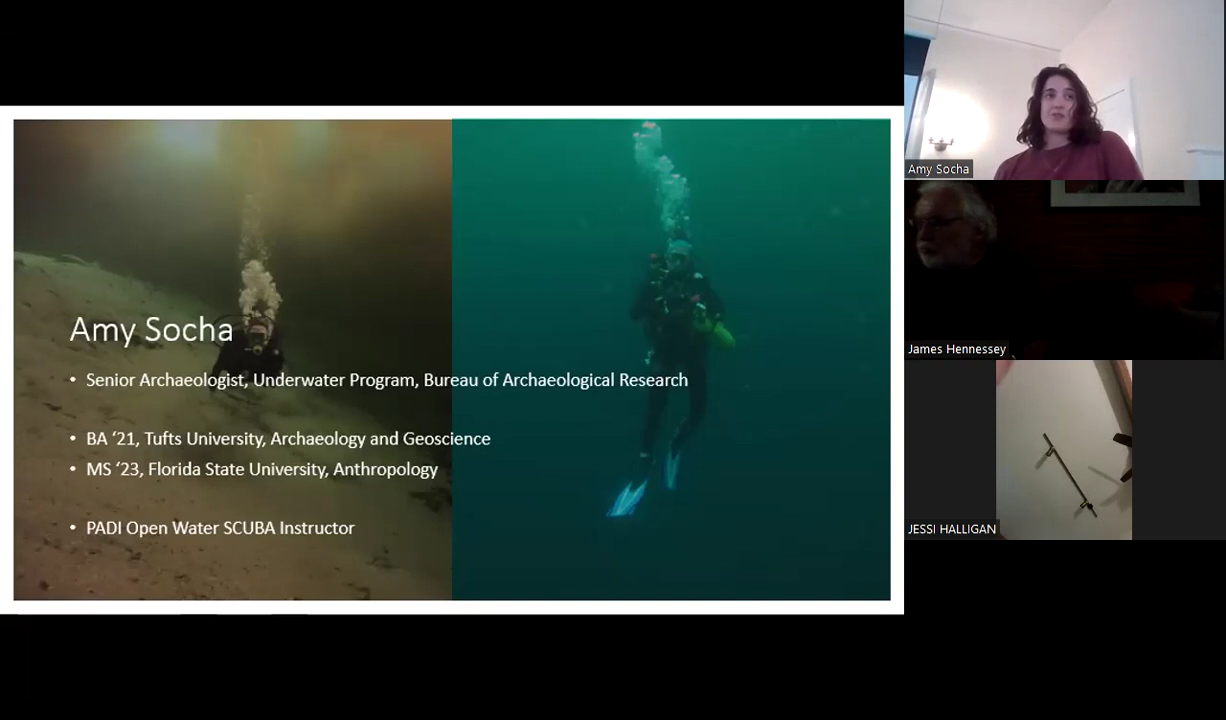 Amy Socha
• Senior Archaeologist, Underwater Program, Bureau of Archaeological Research
• BA ‘21, Tufts University, Archaeology and Geoscience
• MS ‘23, Florida State University, Anthropology
• PADI Open Water SCUBA Instructor
Amy Socha
James Hennessey
JESSI HALLIGAN